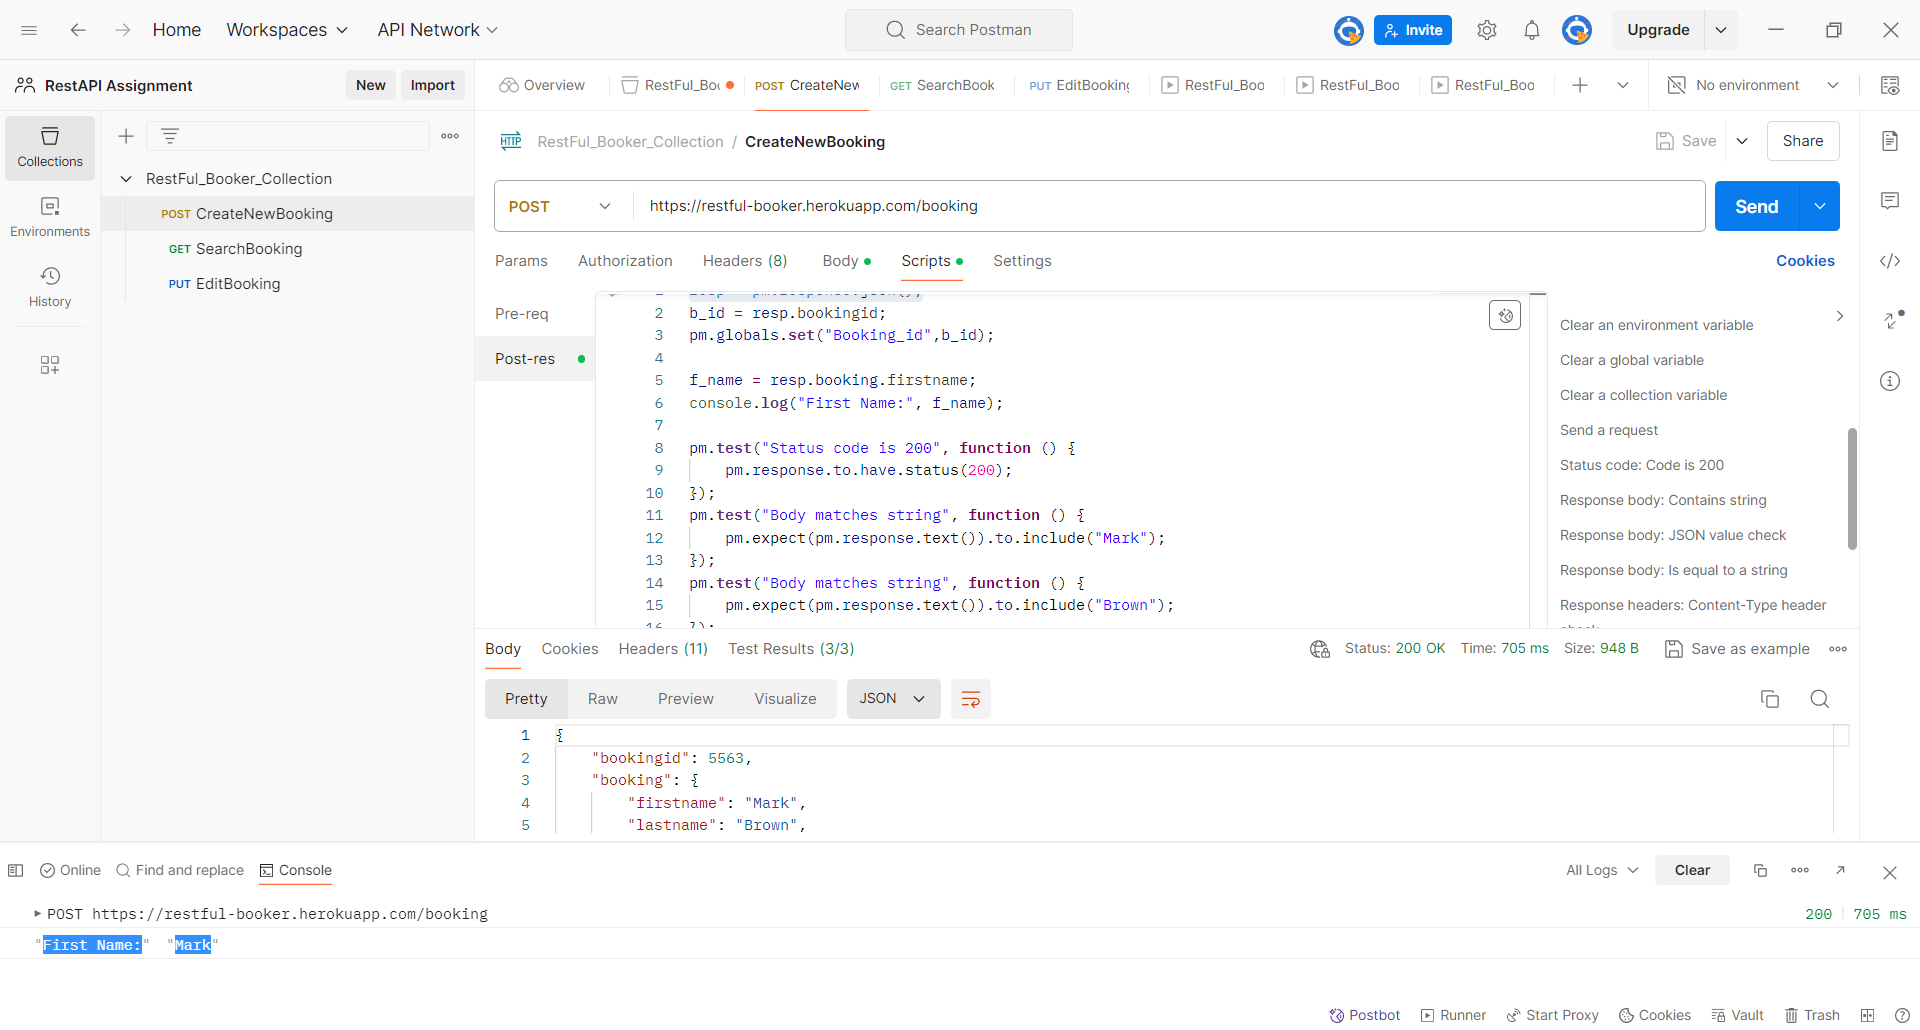 Home Workspaces API Network Search Postman Invite Upgrade
RestAPI Assignment New Import Overview RestFul_Boo POST CreateNew GET SearchBook PUT EditBooking RestFul_Boo RestFul_Boo RestFul_Boo No environment
Collections
Environments
History
RestFul_Booker_Collection
POST CreateNewBooking
GET SearchBooking
PUT EditBooking
HTTP RestFul_Booker_Collection / CreateNewBooking Save Share
POST https://restful-booker.herokuapp.com/booking Send
Params Authorization Headers (8) Body Scripts Settings Cookies
Pre-req
Post-res
2 b_id = resp.bookingid;
3 pm.globals.set("Booking_id",b_id);
4
5 f_name = resp.booking.firstname;
6 console.log("First Name:", f_name);
7
8 pm.test("Status code is 200", function () {
9 pm.response.to.have.status(200);
10 });
11 pm.test("Body matches string", function () {
12 pm.expect(pm.response.text()).to.include("Mark");
13 });
14 pm.test("Body matches string", function () {
15 pm.expect(pm.response.text()).to.include("Brown");
16 });
Clear an environment variable
Clear a global variable
Clear a collection variable
Send a request
Status code: Code is 200
Response body: Contains string
Response body: JSON value check
Response body: Is equal to a string
Response headers: Content-Type header
Body Cookies Headers (11) Test Results (3/3) Status: 200 OK Time: 705 ms Size: 948 B Save as example
Pretty Raw Preview Visualize JSON
1 {
2 "bookingid": 5563,
3 "booking": {
4 "firstname": "Mark",
5 "lastname": "Brown",
Online Find and replace Console All Logs Clear
POST https://restful-booker.herokuapp.com/booking 200 705 ms
"First Name:" "Mark"
Postbot Runner Start Proxy Cookies Vault Trash